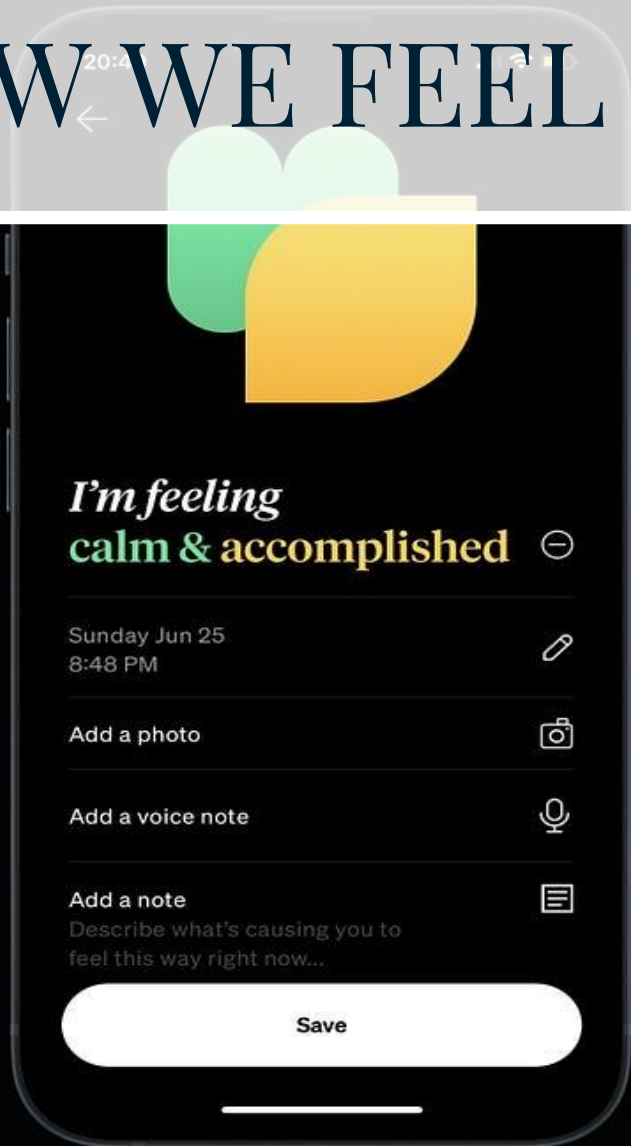 W WE FEEL
20:4
I'm feeling
calm & accomplished
Sunday Jun 25
8:48 PM
Add a photo
Add a voice note
Add a note
Describe what's causing you to
feel this way right now...
Save